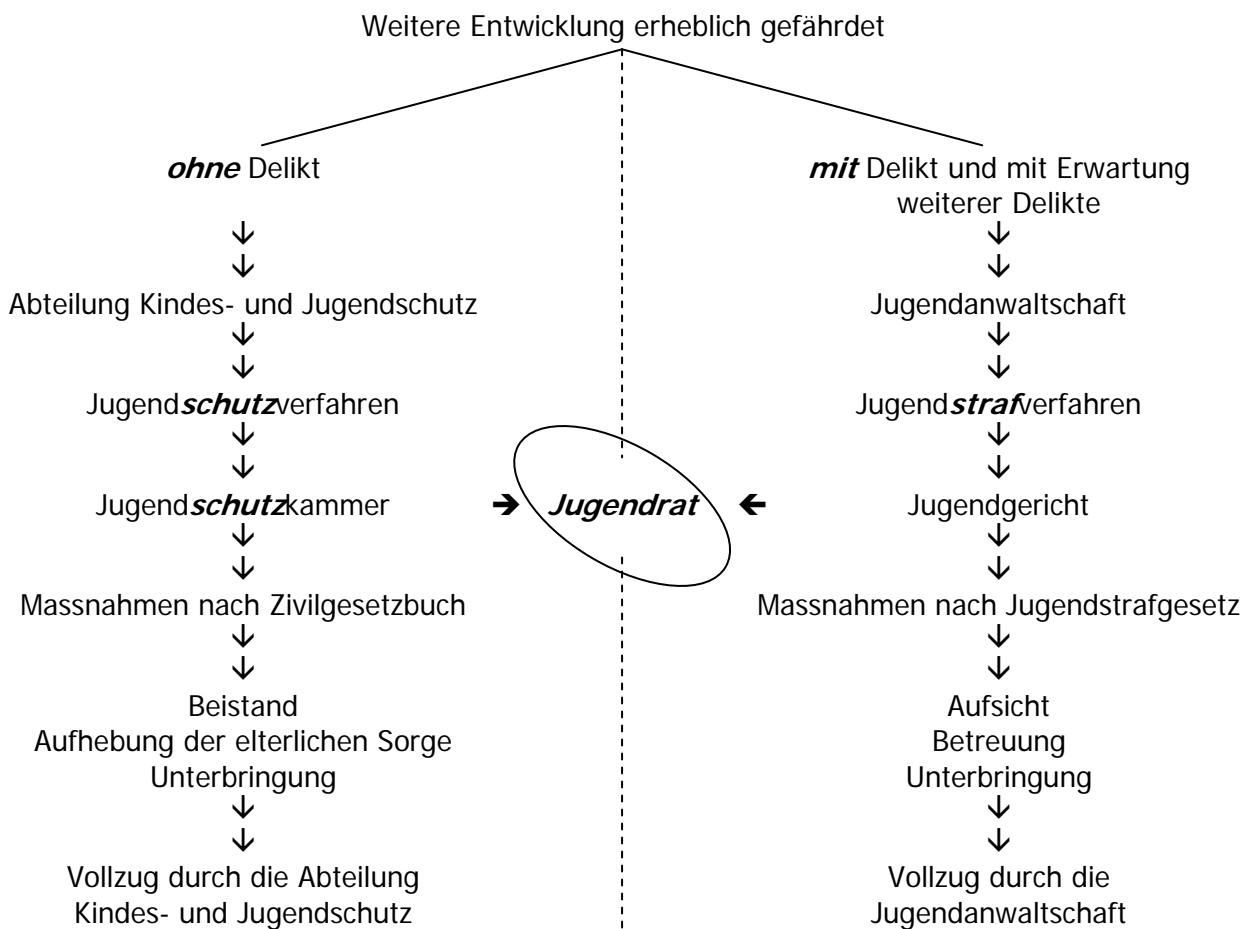 Weitere Entwicklung erheblich gefährdet
ohne Delikt
mit Delikt und mit Erwartung
weiterer Delikte
Abteilung Kindes- und Jugendschutz
Jugendanwaltschaft
Jugendschutzverfahren
Jugendstrafverfahren
Jugendschutzkammer
Jugendrat
Jugendgericht
Massnahmen nach Zivilgesetzbuch
Massnahmen nach Jugendstrafgesetz
Beistand
Aufhebung der elterlichen Sorge
Unterbringung
Aufsicht
Betreuung
Unterbringung
Vollzug durch die Abteilung
Kindes- und Jugendschutz
Vollzug durch die
Jugendanwaltschaft